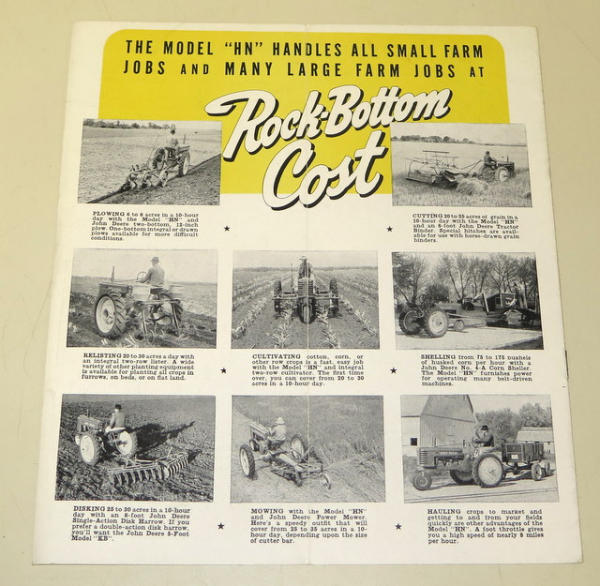 THE MODEL "HN" HANDLES ALL SMALL FARM
JOBS AND MANY LARGE FARM JOBS AT
Rock-Bottom
Cost
PLOWING 6 to 8 acres in a 10-hour
day with the Model "HN" and
John Deere two-bottom, 12-inch
plow. One-bottom integral or drawn
plows available for more difficult
conditions.
CUTTING 20 to 25 acres of grain in a
10-hour day with the Model "HN"
and an 8-foot John Deere Tractor
Binder. Special hitches are avail-
able for use with horse-drawn grain
binders.
RELISTING 20 to 30 acres a day with
an integral two-row lister. A wide
variety of other planting equipment
is available for planting all crops in
furrows, on beds, or on flat land.
CULTIVATING cotton, corn, or
other row crops is a fast, easy job
with the Model "HN" and integral
two-row cultivator. The first time
over, you can cover from 20 to 30
acres in a 10-hour day.
SHELLING from 75 to 175 bushels
of husked corn per hour with a
John Deere No. 4-A Corn Sheller.
The Model "HN" furnishes power
for operating many belt-driven
machines.
DISKING 25 to 30 acres in a 10-hour
day with an 8-foot John Deere
Single-Action Disk Harrow. If you
prefer a double-action disk harrow,
you'll want the John Deere 5-Foot
Model "KB".
MOWING with the Model "HN"
and John Deere Power Mower.
Here's a speedy outfit that will
cover from 25 to 35 acres in a 10-
hour day, depending upon the size
of cutter bar.
HAULING crops to market and
getting to and from your fields
quickly are other advantages of the
Model "HN". A foot throttle gives
you a high speed of nearly 8 miles
per hour.